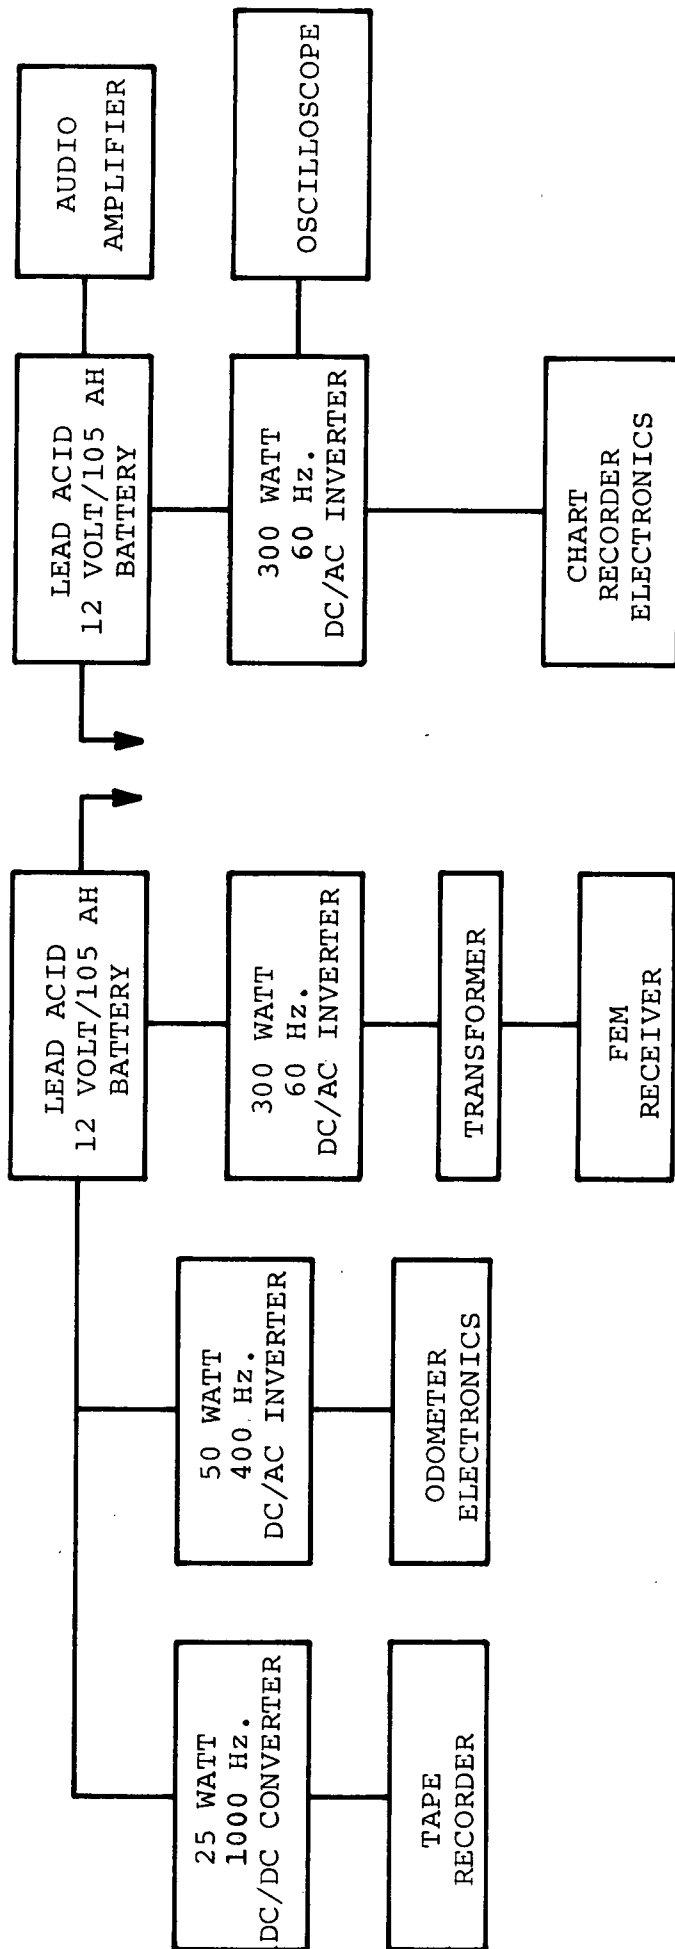 LEAD ACID
12 VOLT/105 AH
BATTERY
LEAD ACID
12 VOLT/105 AH
BATTERY
AUDIO
AMPLIFIER
25 WATT
1000 Hz.
DC/DC CONVERTER
50 WATT
400 Hz.
DC/AC INVERTER
300 WATT
60 Hz.
DC/AC INVERTER
300 WATT
60 Hz.
DC/AC INVERTER
OSCILLOSCOPE
TAPE
RECORDER
ODOMETER
ELECTRONICS
TRANSFORMER
FEM
RECEIVER
CHART
RECORDER
ELECTRONICS